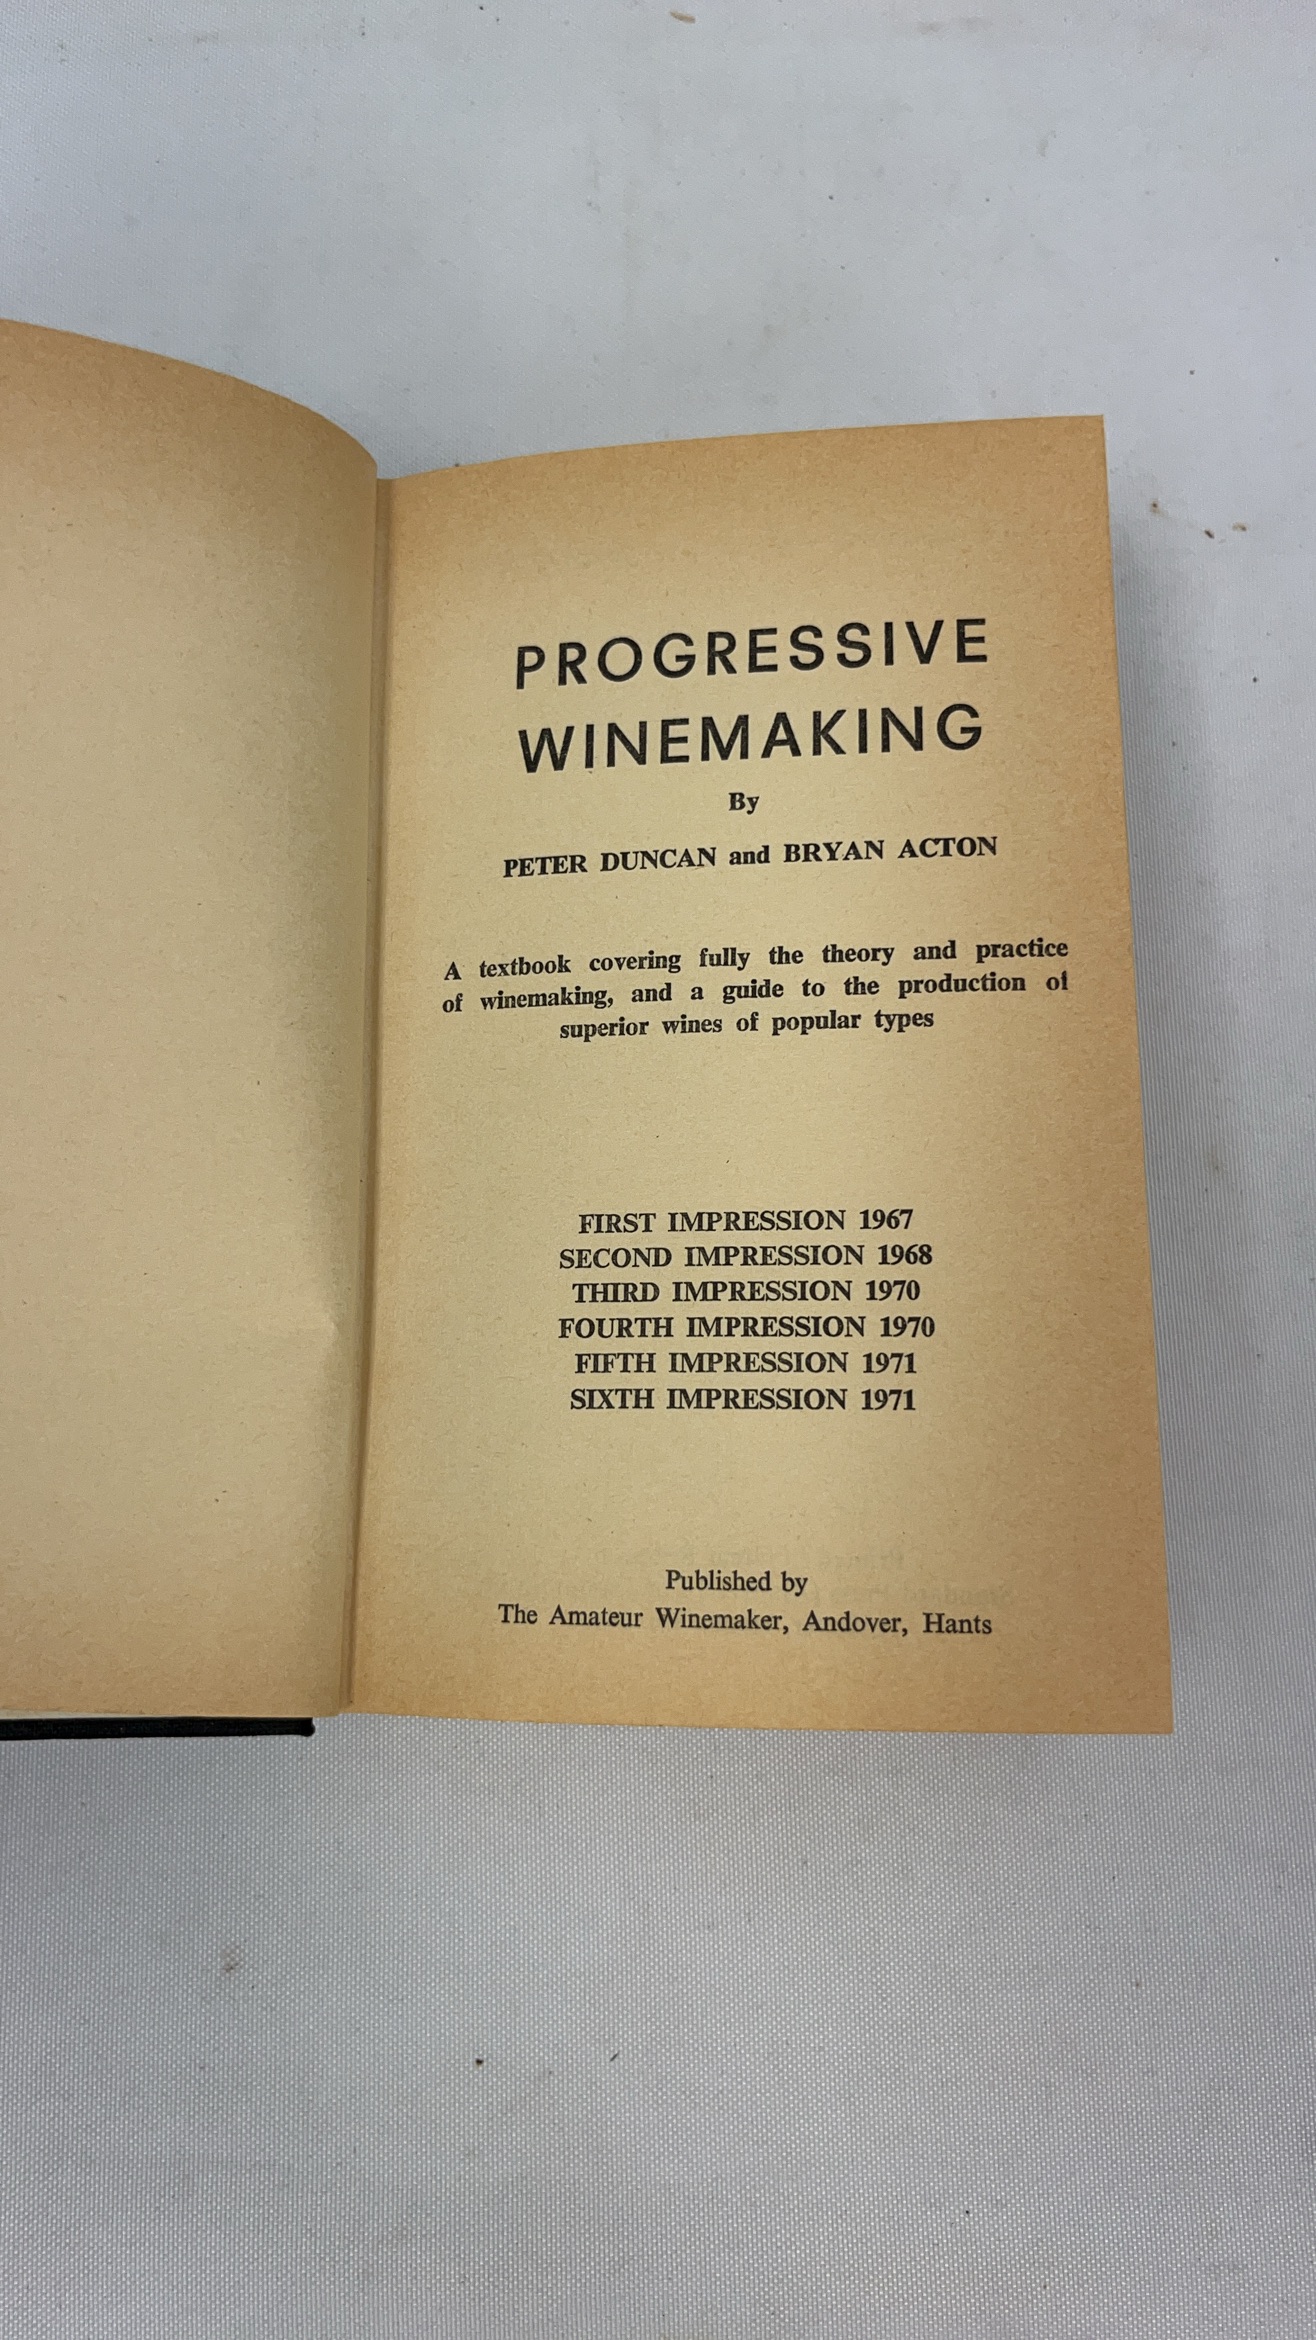 PROGRESSIVE
WINEMAKING
By
PETER DUNCAN and BRYAN ACTON
A textbook covering fully the theory and practice
of winemaking, and a guide to the production of
superior wines of popular types
FIRST IMPRESSION 1967
SECOND IMPRESSION 1968
THIRD IMPRESSION 1970
FOURTH IMPRESSION 1970
FIFTH IMPRESSION 1971
SIXTH IMPRESSION 1971
Published by
The Amateur Winemaker, Andover, Hants